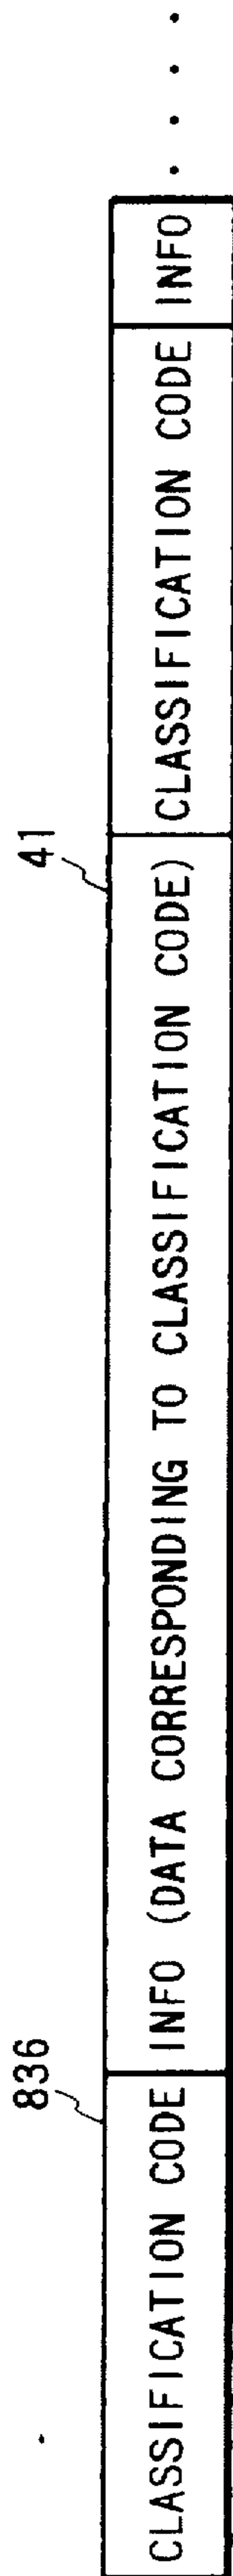 836
41
CLASSIFICATION CODE
INFO (DATA CORRESPONDING TO CLASSIFICATION CODE)
CLASSIFICATION CODE
INFO
. . . .